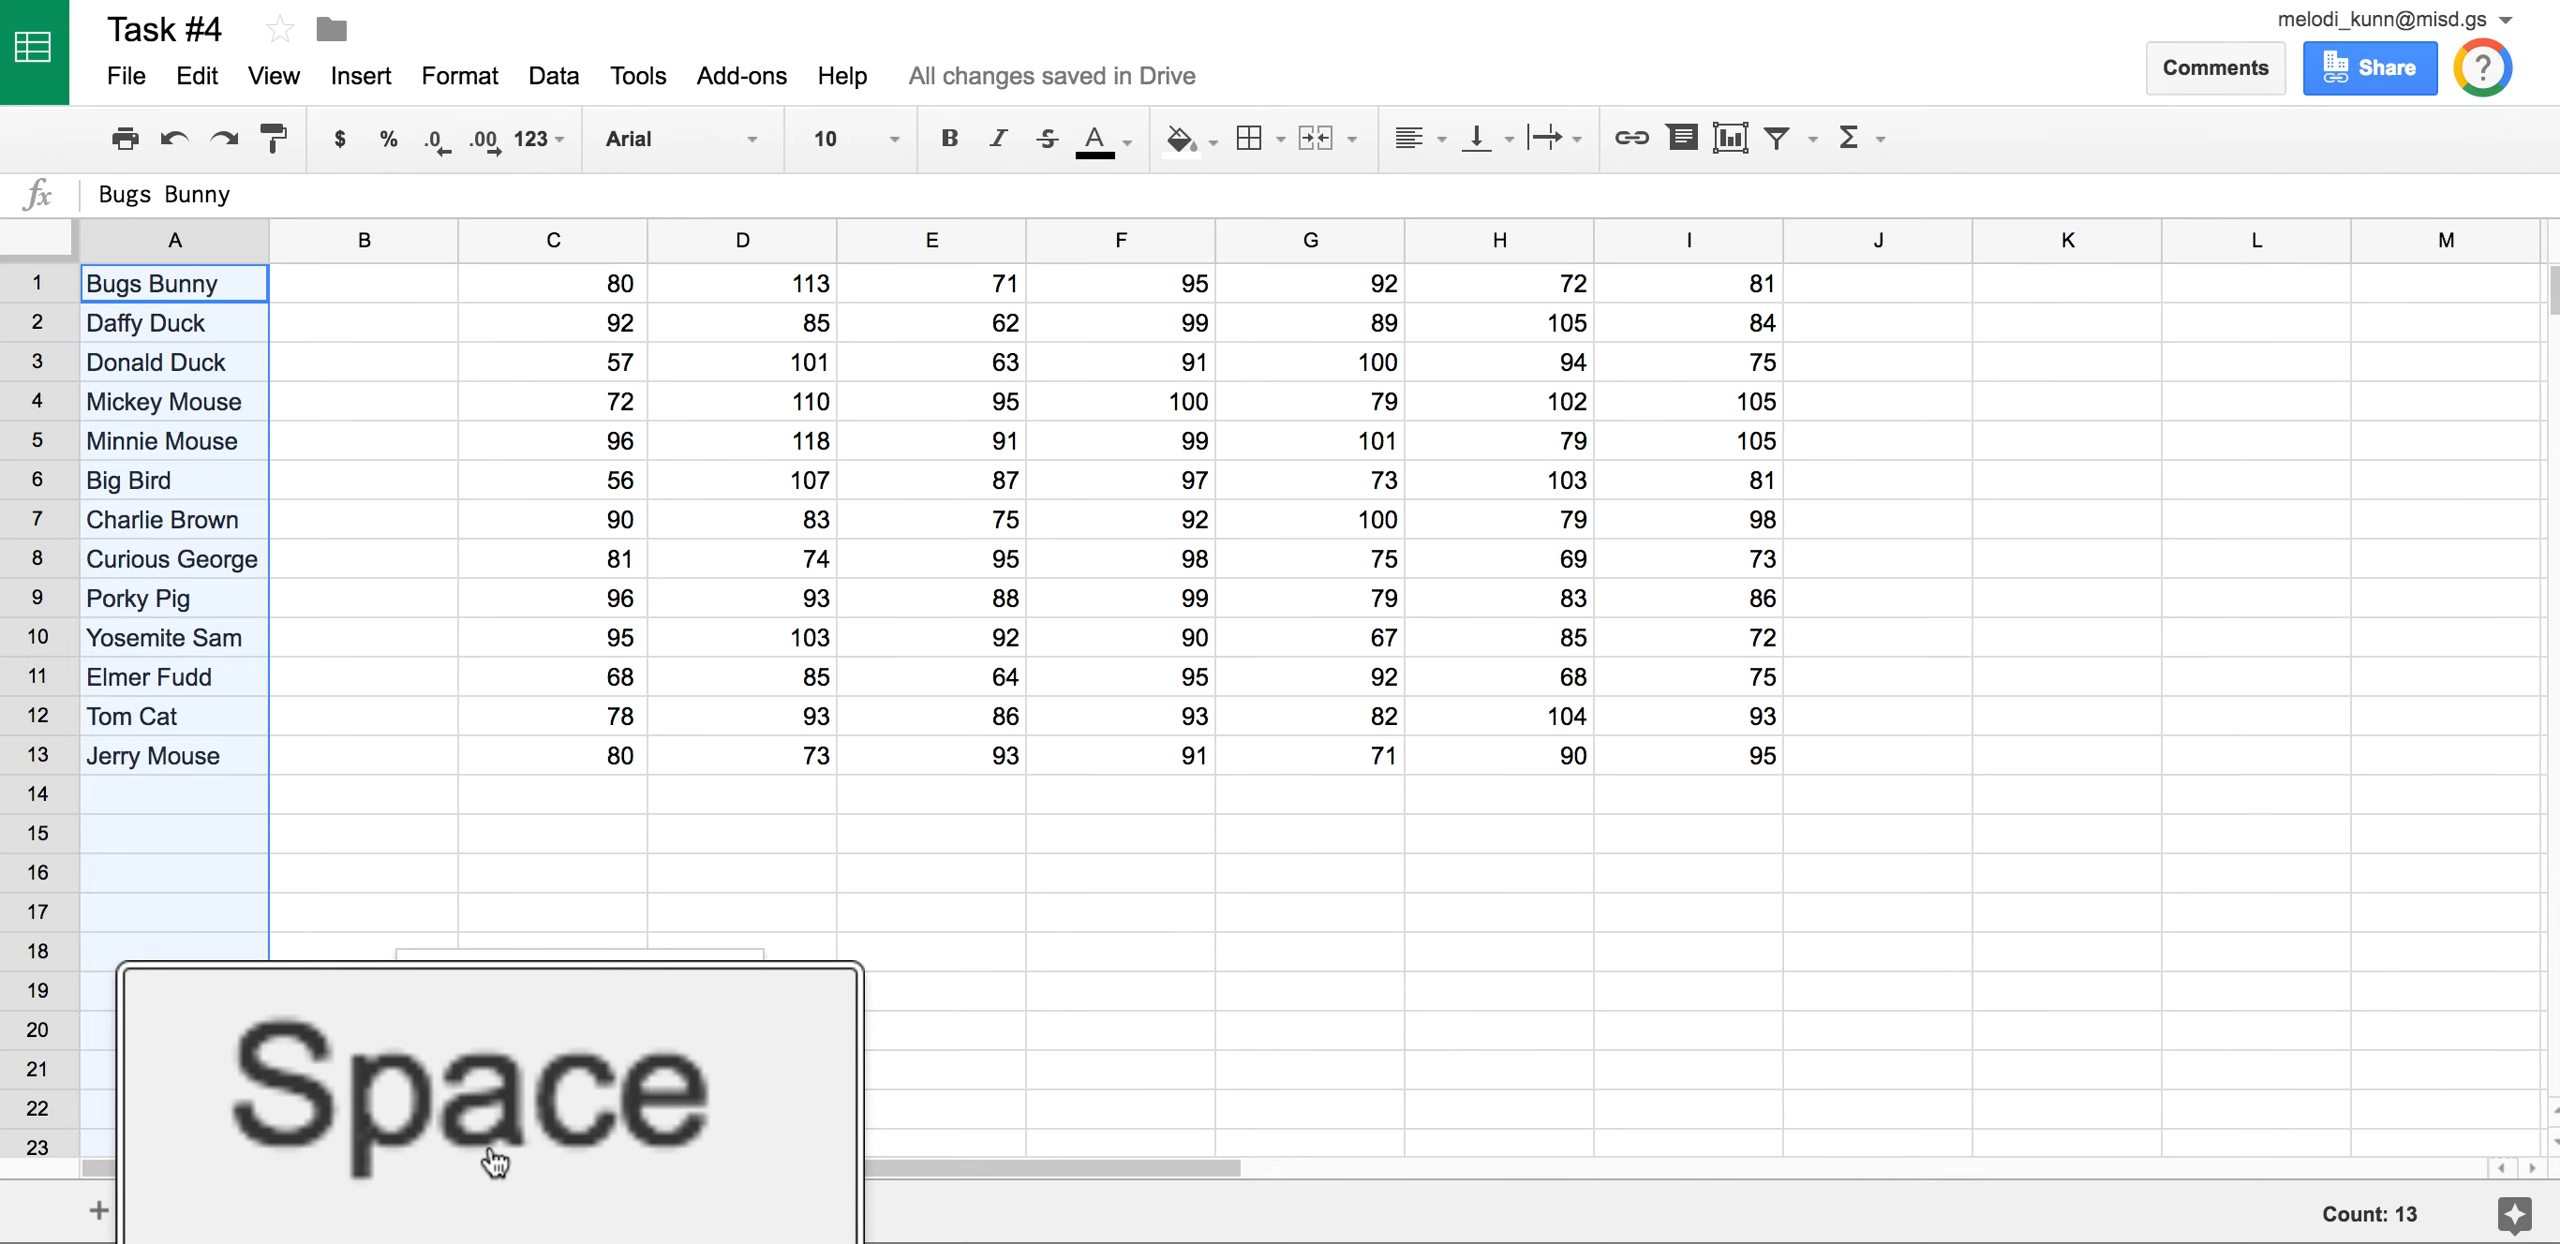 Task #4
melodi_kunn@misd.gs
File Edit View Insert Format Data Tools Add-ons Help All changes saved in Drive
Comments Share ?
$ % .0 .00 123 Arial 10 B I S A Σ
fx Bugs Bunny
A B C D E F G H I J K L M
1 Bugs Bunny 80 113 71 95 92 72 81
2 Daffy Duck 92 85 62 99 89 105 84
3 Donald Duck 57 101 63 91 100 94 75
4 Mickey Mouse 72 110 95 100 79 102 105
5 Minnie Mouse 96 118 91 99 101 79 105
6 Big Bird 56 107 87 97 73 103 81
7 Charlie Brown 90 83 75 92 100 79 98
8 Curious George 81 74 95 98 75 69 73
9 Porky Pig 96 93 88 99 79 83 86
10 Yosemite Sam 95 103 92 90 67 85 72
11 Elmer Fudd 68 85 64 95 92 68 75
12 Tom Cat 78 93 86 93 82 104 93
13 Jerry Mouse 80 73 93 91 71 90 95
14
15
16
17
18
19
20
21
22
23
Space
+ Count: 13